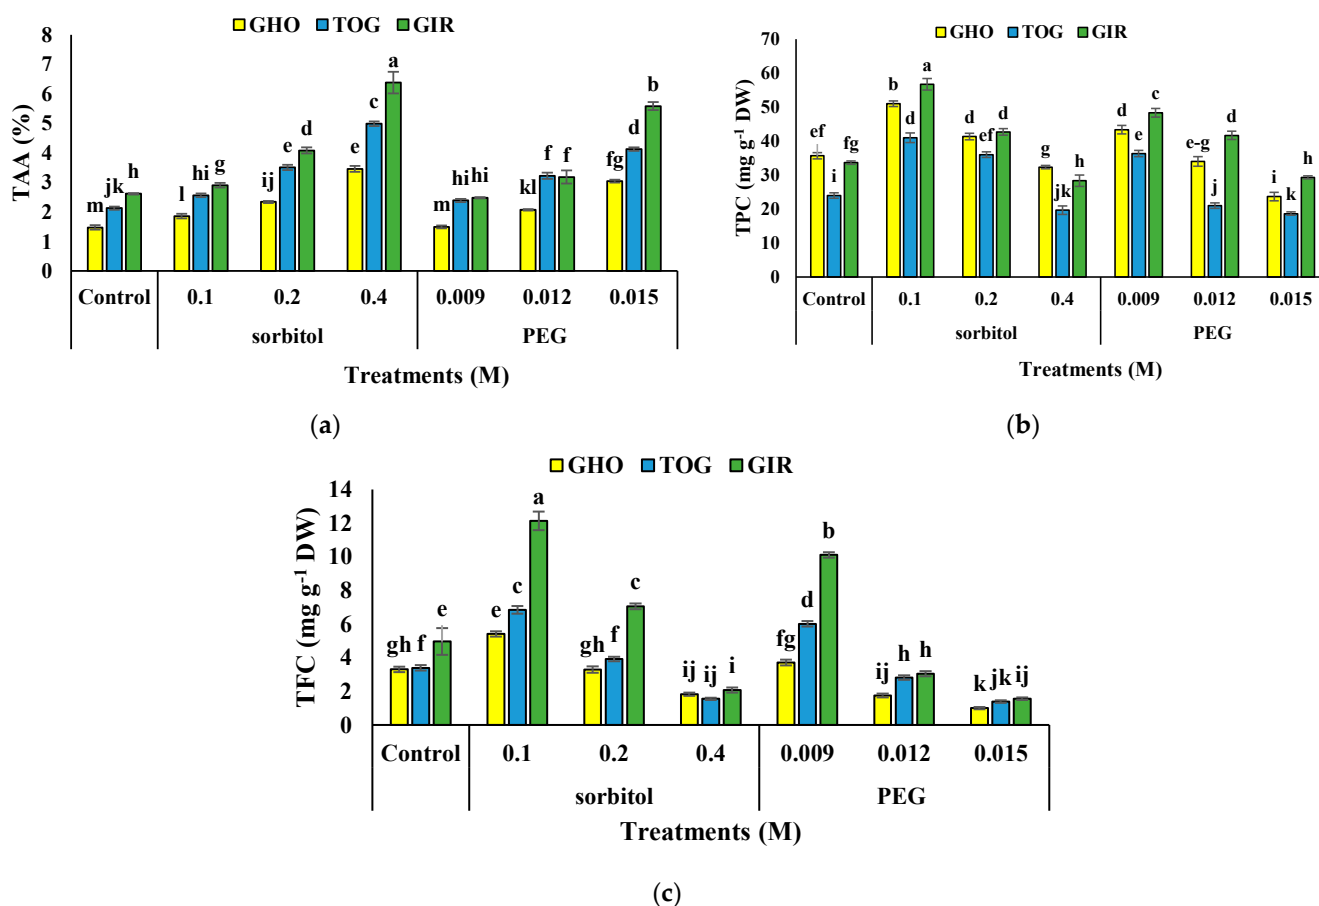 GHO TOG GIR
TAA (%)
8
7
6
5
4
3
2
1
0
m jk h l hi g ij e d e c a m hi hi kl f f fg d b
Control 0.1 0.2 0.4 0.009 0.012 0.015
sorbitol PEG
Treatments (M)
(a)
GHO TOG GIR
TPC (mg g-1 DW)
70
60
50
40
30
20
10
0
ef i fg b d a d ef d g jk h d e c e-g j d i k h
Control 0.1 0.2 0.4 0.009 0.012 0.015
sorbitol PEG
Treatments (M)
(b)
GHO TOG GIR
TFC (mg g-1 DW)
14
12
10
8
6
4
2
0
gh f e e c a gh f c ij ij i fg d b ij h h k jk ij
Control 0.1 0.2 0.4 0.009 0.012 0.015
sorbitol PEG
Treatments (M)
(c)